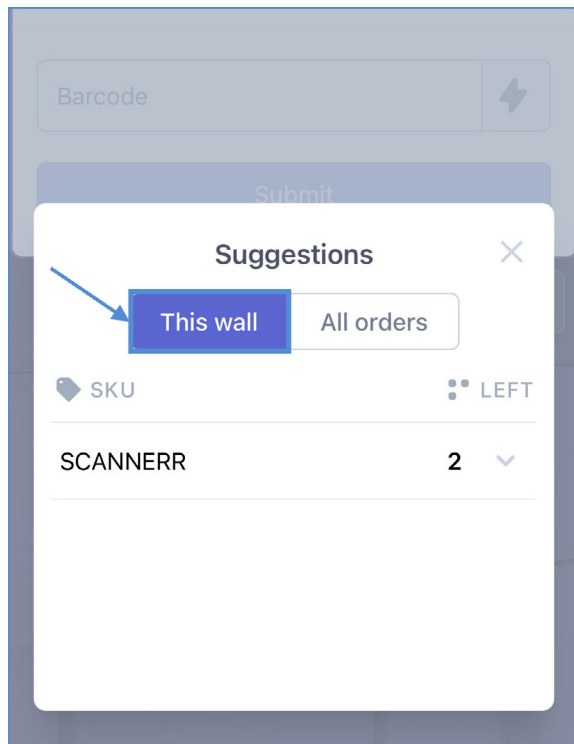 Barcode
Submit
Suggestions
This wall All orders
SKU LEFT
SCANNERR 2